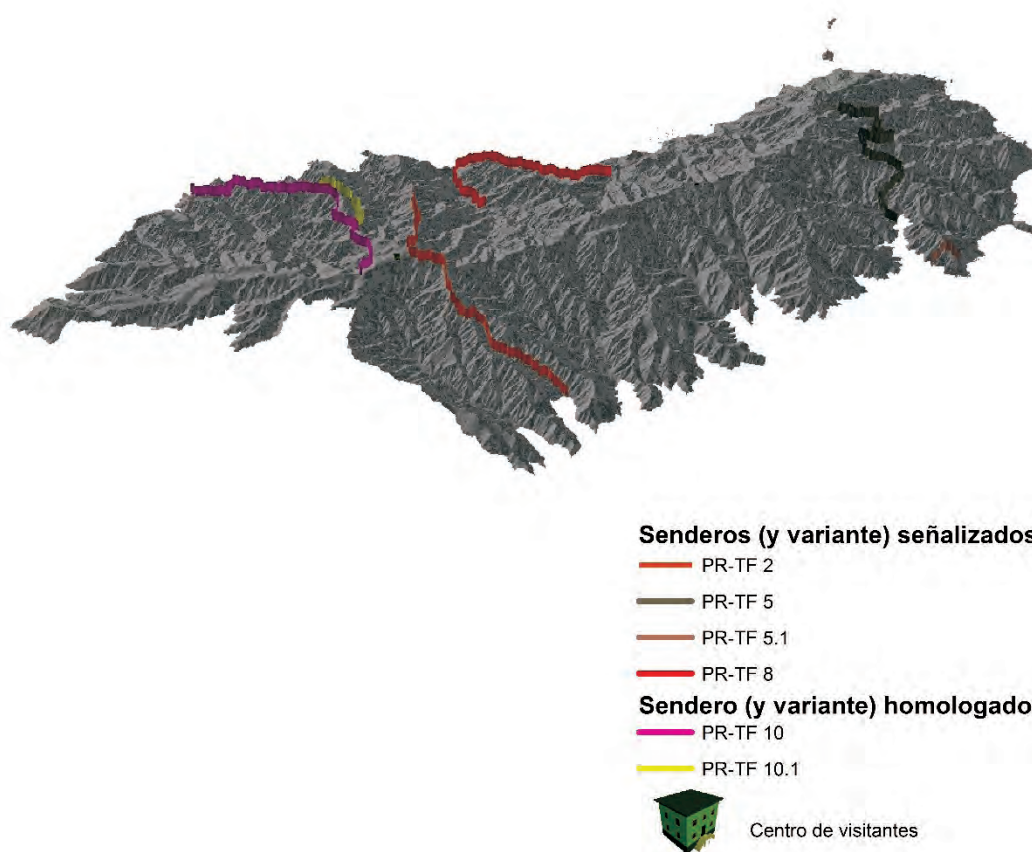 Senderos (y variante) señalizados
PR-TF 2
PR-TF 5
PR-TF 5.1
PR-TF 8
Sendero (y variante) homologado
PR-TF 10
PR-TF 10.1
Centro de visitantes